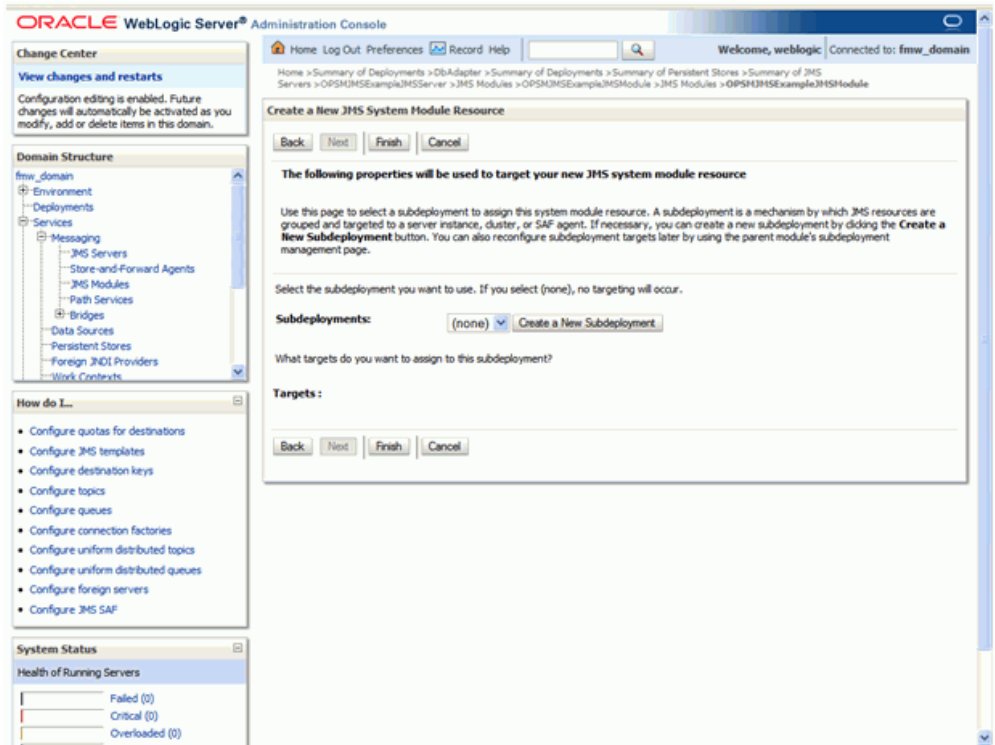 ORACLE WebLogic Server® Administration Console
Change Center
View changes and restarts
Configuration editing is enabled. Future
changes will automatically be activated as you
modify, add or delete items in this domain.
Domain Structure
fmw_domain
Environment
Deployments
Services
Messaging
JMS Servers
Store-and-Forward Agents
JMS Modules
Path Services
Bridges
Data Sources
Persistent Stores
Foreign JNDI Providers
Work Contexts
How do I...
Configure quotas for destinations
Configure JMS templates
Configure destination keys
Configure topics
Configure queues
Configure connection factories
Configure uniform distributed topics
Configure uniform distributed queues
Configure foreign servers
Configure JMS SAF
System Status
Health of Running Servers
Failed (0)
Critical (0)
Overloaded (0)
Home Log Out Preferences Record Help
Welcome, weblogic Connected to: fmw_domain
Home >Summary of Deployments >DbAdapter >Summary of Deployments >Summary of Persistent Stores >Summary of JMS
Servers >OPSMJMSExampleJMSServer >JMS Modules >OPSMJMSExampleJMSModule >JMS Modules >OPSMJMSExampleJMSModule
Create a New JMS System Module Resource
Back Next Finish Cancel
The following properties will be used to target your new JMS system module resource
Use this page to select a subdeployment to assign this system module resource. A subdeployment is a mechanism by which JMS resources are
grouped and targeted to a server instance, cluster, or SAF agent. If necessary, you can create a new subdeployment by clicking the Create a
New Subdeployment button. You can also reconfigure subdeployment targets later by using the parent module's subdeployment
management page.
Select the subdeployment you want to use. If you select (none), no targeting will occur.
Subdeployments: (none) Create a New Subdeployment
What targets do you want to assign to this subdeployment?
Targets :
Back Next Finish Cancel